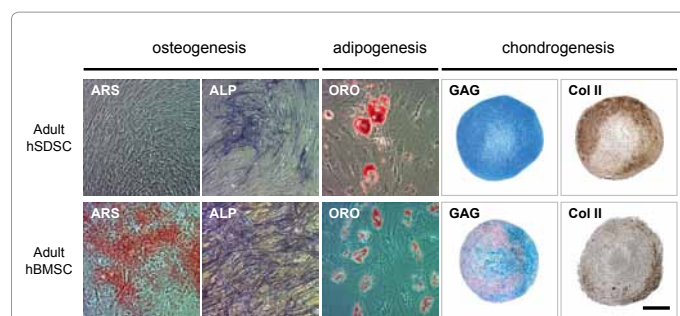 osteogenesis adipogenesis chondrogenesis
ARS ALP ORO GAG Col II
Adult
hSDSC
ARS ALP ORO GAG Col II
Adult
hBMSC